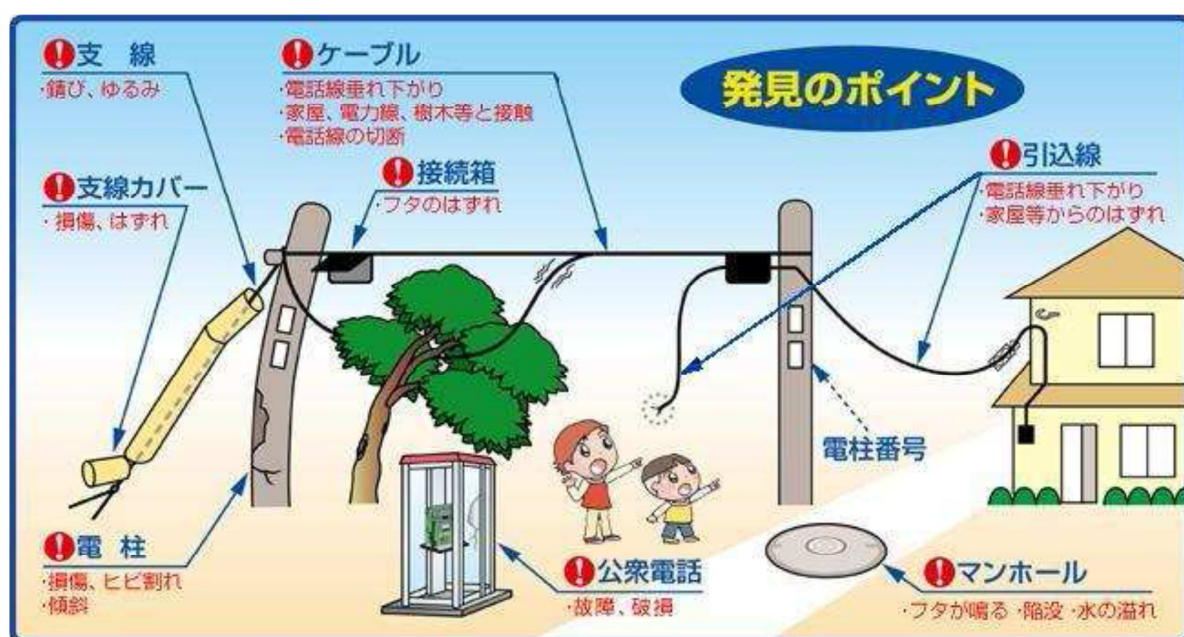 発見のポイント
支 線
・錆び、ゆるみ
ケーブル
・電話線垂れ下がり
・家屋、電力線、樹木等と接触
・電話線の切断
接続箱
・フタのはずれ
引込線
・電話線垂れ下がり
・家屋等からのはずれ
支線カバー
・損傷、はずれ
電柱番号
電 柱
・損傷、ヒビ割れ
・傾斜
公衆電話
・故障、破損
マンホール
・フタが鳴る・陥没・水の溢れ